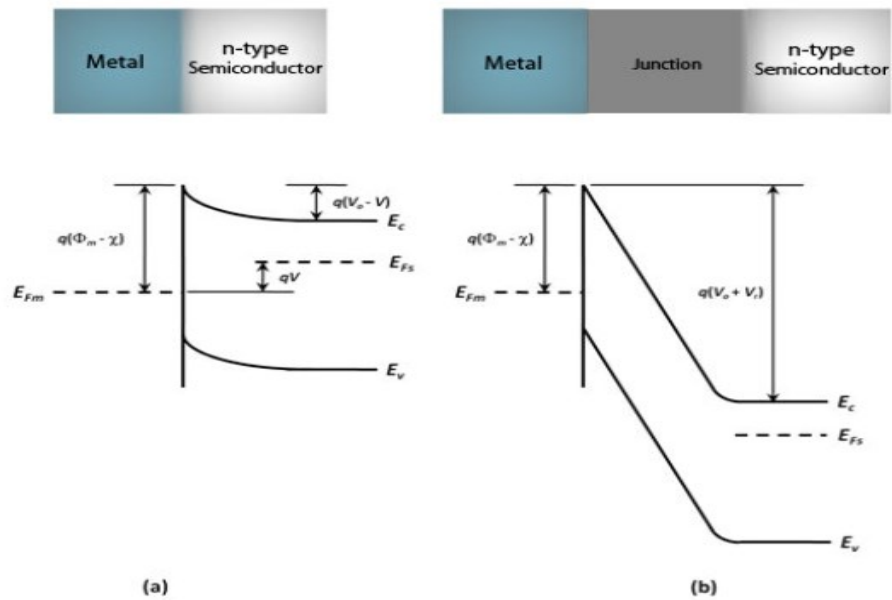 Metal
n-type
Semiconductor
Metal
Junction
n-type
Semiconductor
q(Φm - χ)
q(Vo - V)
Ec
EFs
qV
EFm
Ev
q(Φm - χ)
EFm
q(Vo + Vr)
Ec
EFs
Ev
(a)
(b)